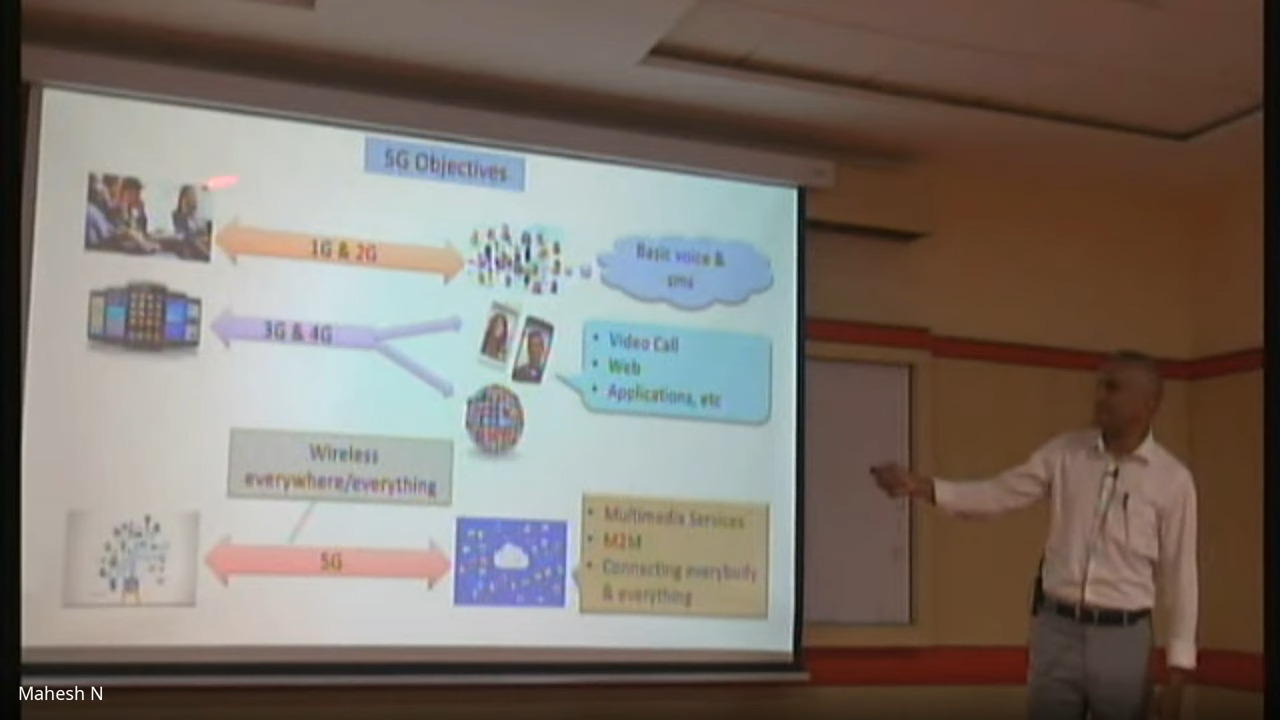 5G Objectives
1G & 2G
Basic voice &
sms
3G & 4G
• Video Call
• Web
• Applications, etc
Wireless
everywhere/everything
5G
• Multimedia Services
• M2M
• Connecting everybody
& everything
Mahesh N